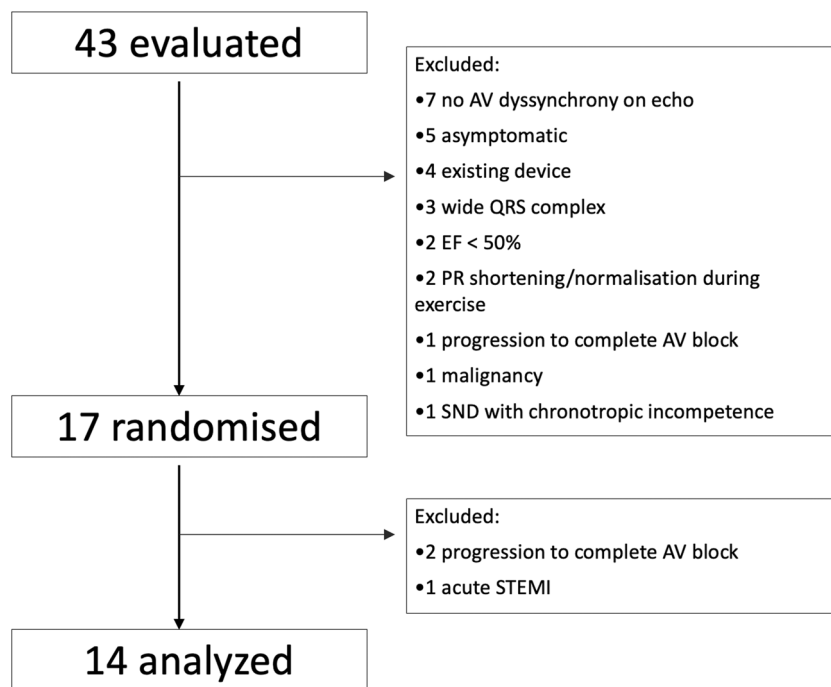 43 evaluated
Excluded:
•7 no AV dyssynchrony on echo
•5 asymptomatic
•4 existing device
•3 wide QRS complex
•2 EF < 50%
•2 PR shortening/normalisation during
exercise
•1 progression to complete AV block
•1 malignancy
•1 SND with chronotropic incompetence
17 randomised
Excluded:
•2 progression to complete AV block
•1 acute STEMI
14 analyzed